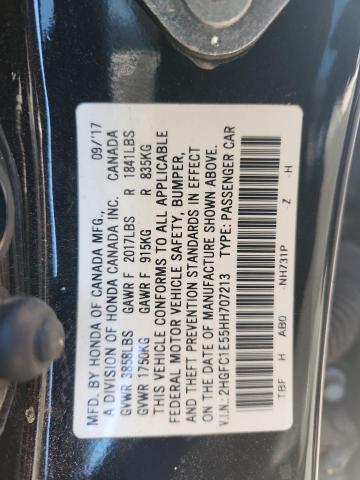 MFD. BY HONDA OF CANADA MFG., 09/'17
A DIVISION OF HONDA CANADA INC. CANADA
GVWR 3858LBS GAWR F 2017LBS R 1841LBS
GVWR 1750KG GAWR F 915KG R 835KG
THIS VEHICLE CONFORMS TO ALL APPLICABLE
FEDERAL MOTOR VEHICLE SAFETY, BUMPER,
AND THEFT PREVENTION STANDARDS IN EFFECT
ON THE DATE OF MANUFACTURE SHOWN ABOVE.
V.I.N.: 2HGFC1E55HH707213 TYPE: PASSENGER CAR
TBF H AB0 -NH731P -Z -H